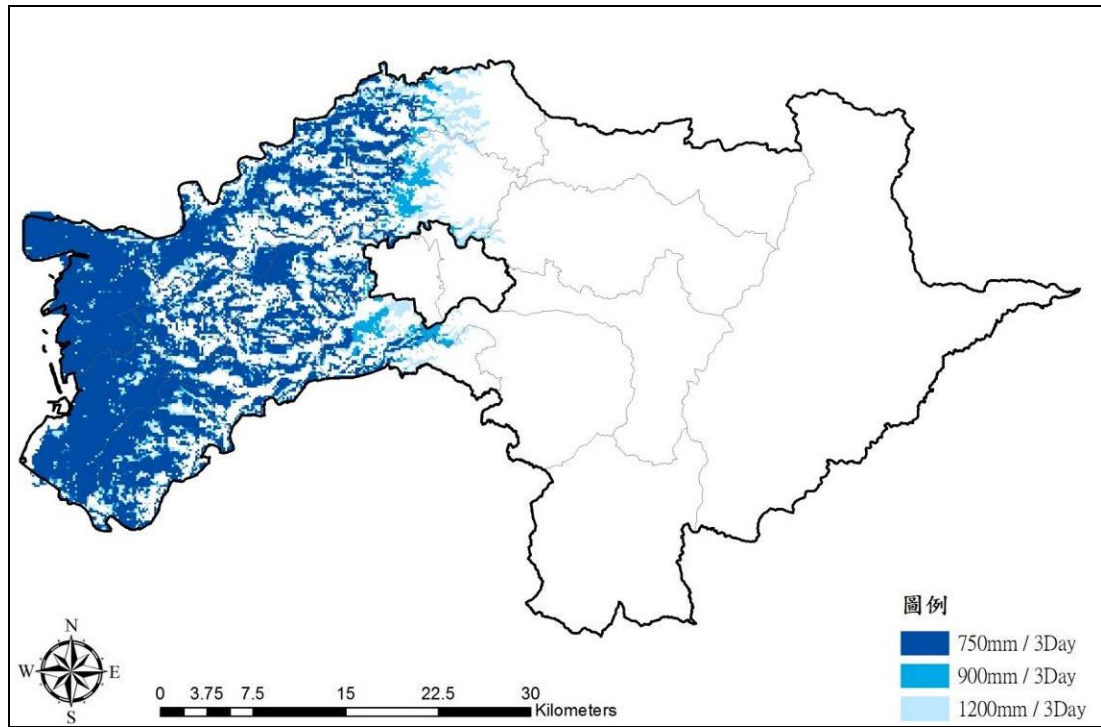 圖例
750mm / 3Day
900mm / 3Day
1200mm / 3Day
N
W E
S
0 3.75 7.5 15 22.5 30
Kilometers